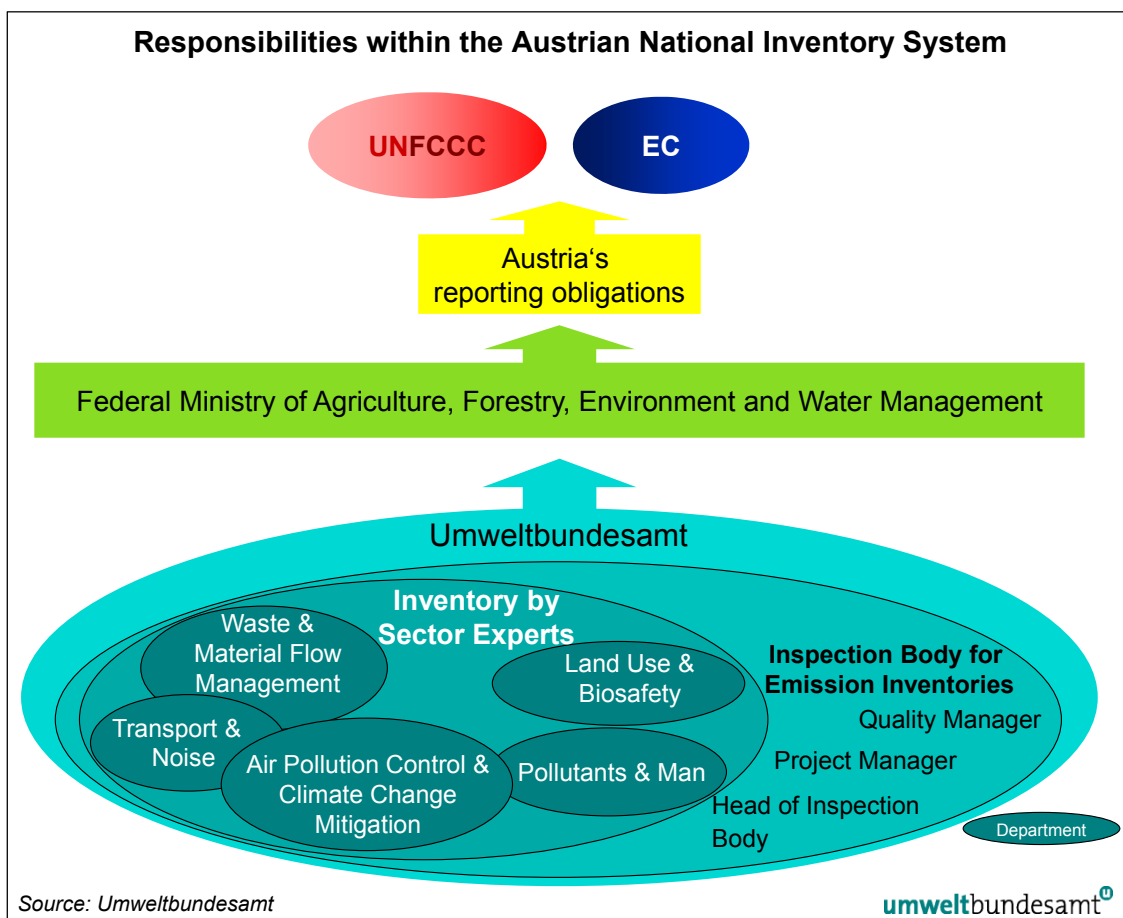 Responsibilities within the Austrian National Inventory System
UNFCCC
EC
Austria‘s
reporting obligations
Federal Ministry of Agriculture, Forestry, Environment and Water Management
Umweltbundesamt
Inventory by
Sector Experts
Waste &
Material Flow
Management
Land Use &
Biosafety
Transport &
Noise
Air Pollution Control &
Climate Change
Mitigation
Pollutants & Man
Inspection Body for
Emission Inventories
Quality Manager
Project Manager
Head of Inspection
Body
Department
Source: Umweltbundesamt
umweltbundesamt
u